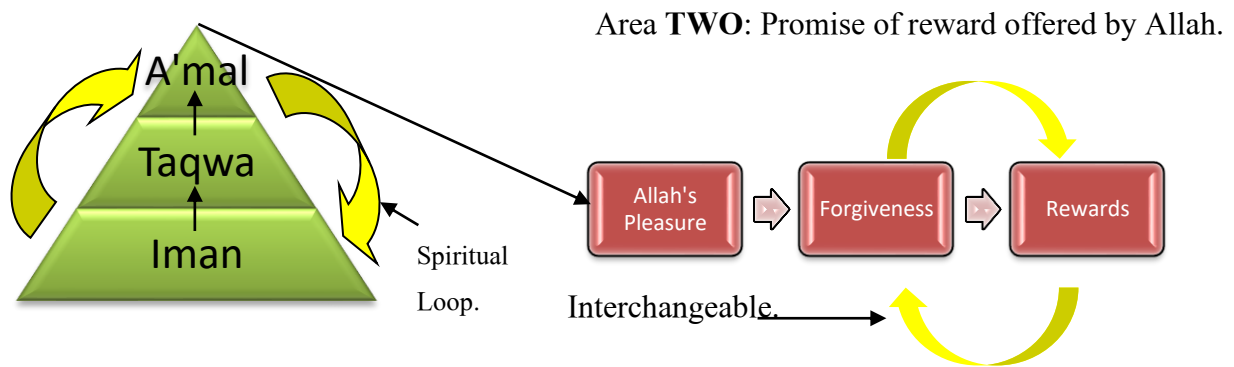 Area TWO: Promise of reward offered by Allah.
A'mal
Taqwa
Iman
Spiritual
Loop.
Allah's
Pleasure
Forgiveness
Rewards
Interchangeable.